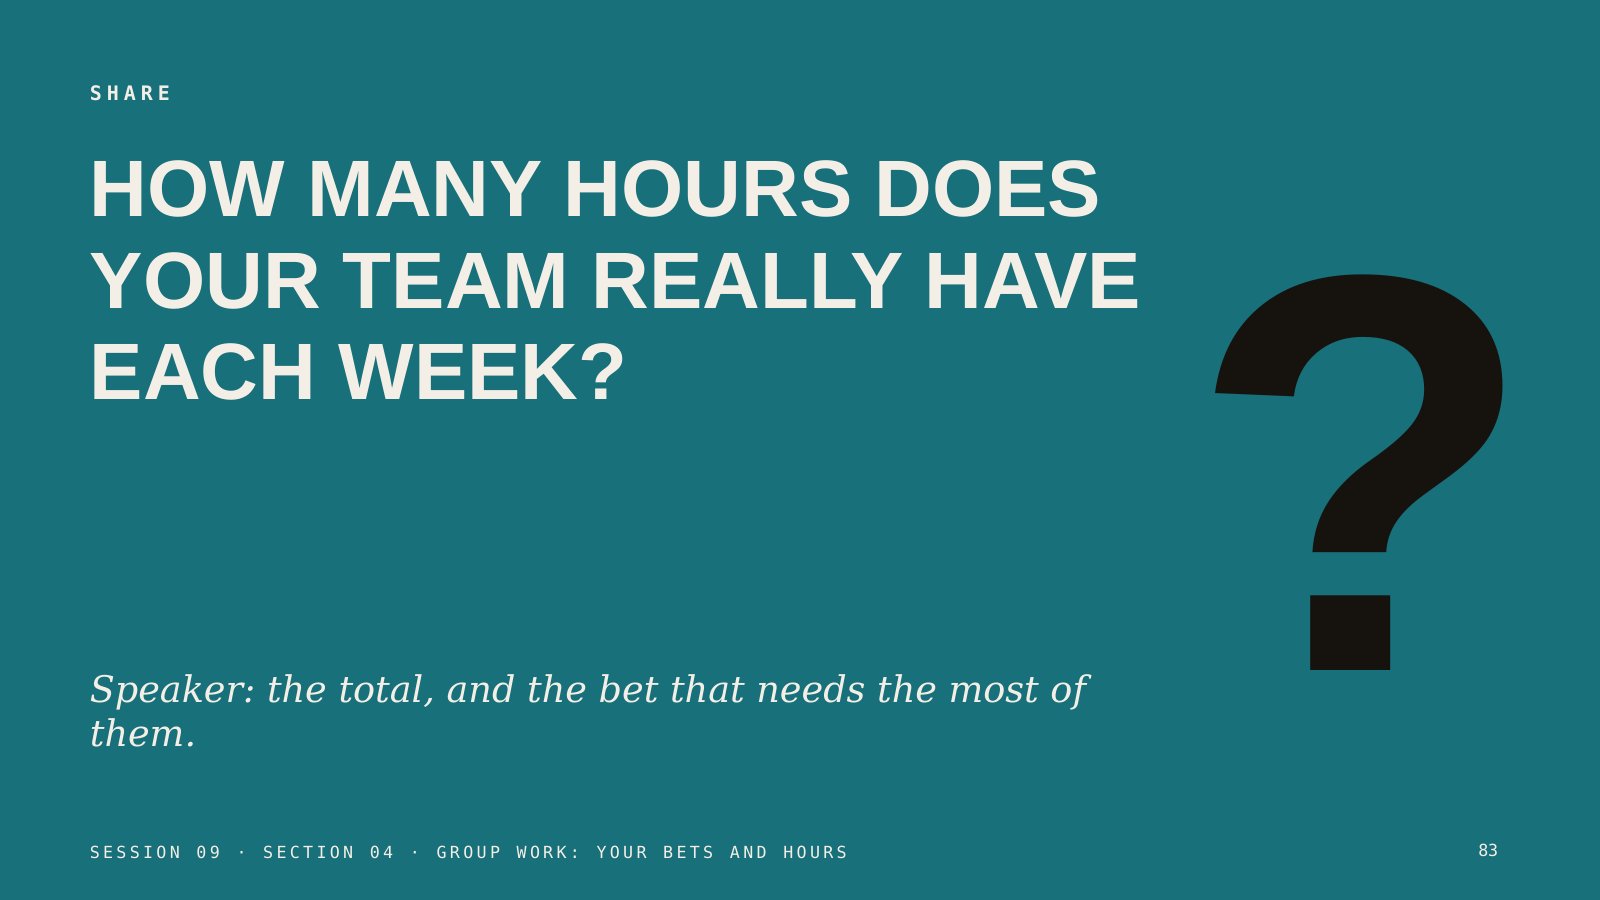 SHARE
HOW MANY HOURS DOES
YOUR TEAM REALLY HAVE
EACH WEEK?
?
Speaker: the total, and the bet that needs the most of
them.
SESSION 09 · SECTION 04 · GROUP WORK: YOUR BETS AND HOURS
83